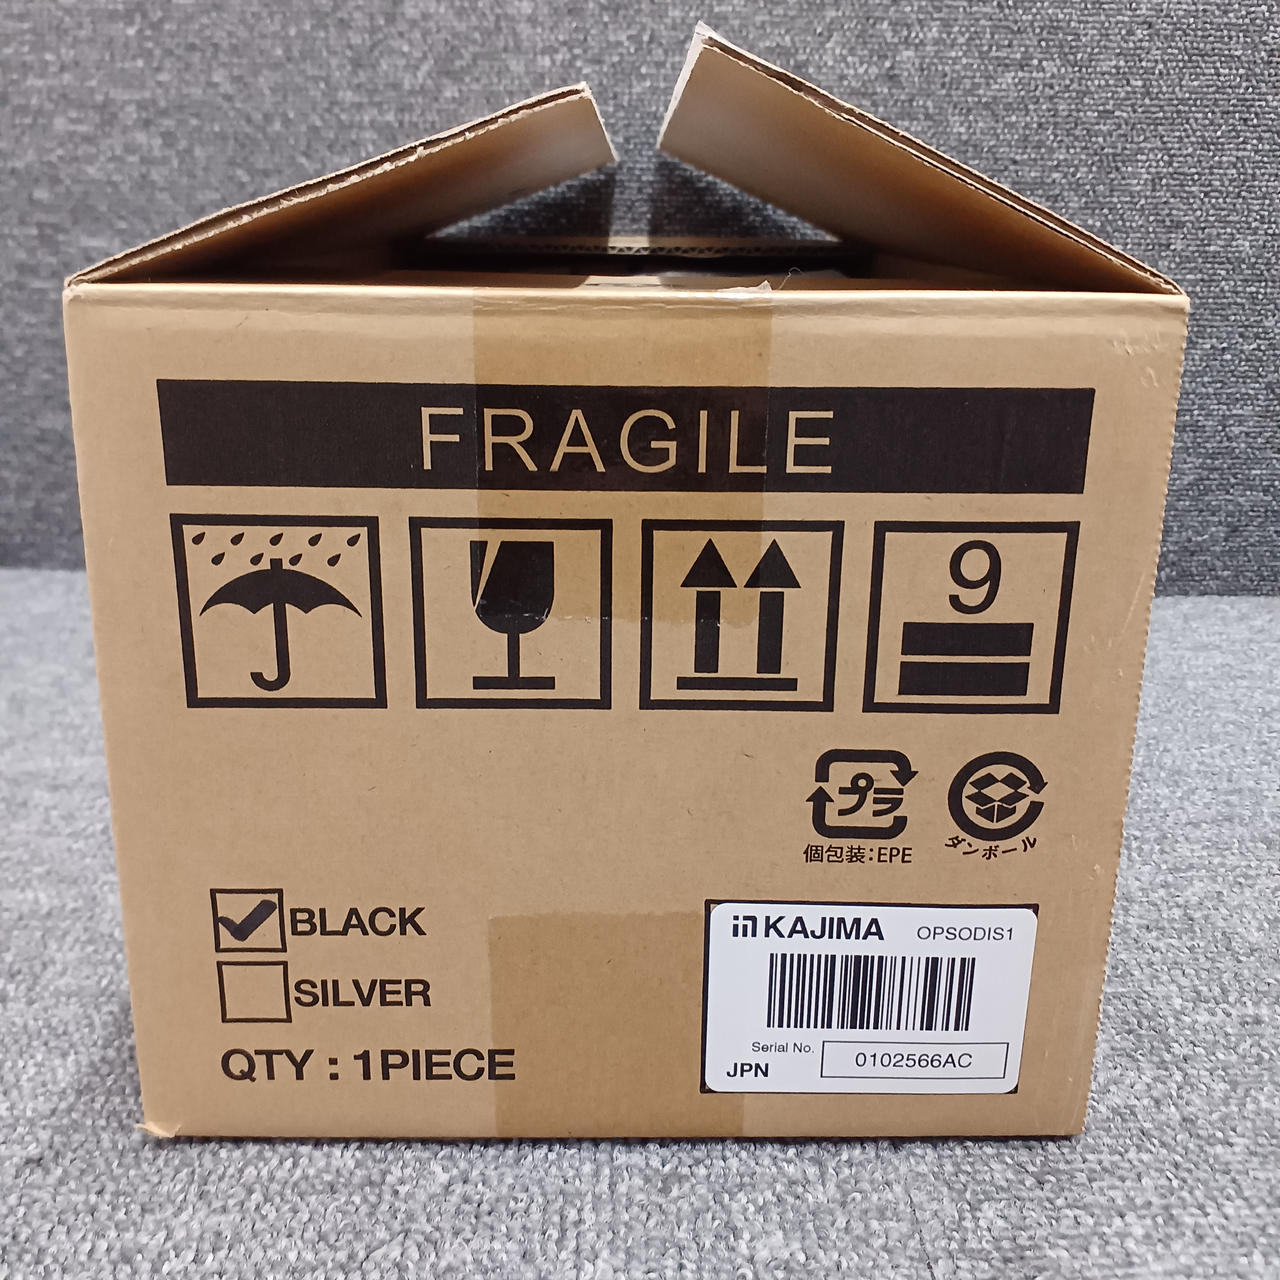 FRAGILE
9
プラ
個包装:EPE
ダンボール
BLACK
SILVER
QTY : 1PIECE
KAJIMA OPSODIS1
Serial No. 0102566AC
JPN